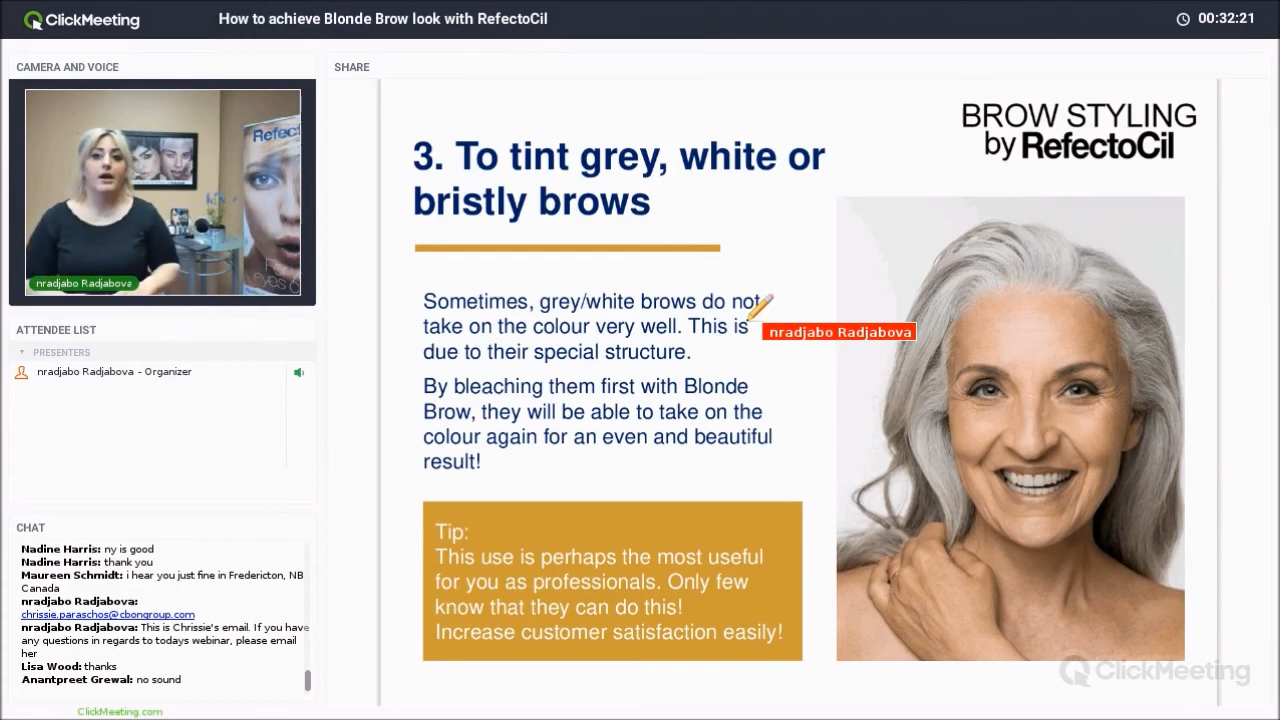 ClickMeeting
How to achieve Blonde Brow look with RefectoCil
00:32:21
CAMERA AND VOICE
Refect
nradjabo Radjabova
ATTENDEE LIST
PRESENTERS
nradjabo Radjabova - Organizer
CHAT
Nadine Harris: ny is good
Nadine Harris: thank you
Maureen Schmidt: i hear you just fine in Fredericton, NB
Canada
nradjabo Radjabova:
chrissie.paraschos@cbongroup.com
nradjabo Radjabova: This is Chrissie's email. If you have
any questions in regards to todays webinar, please email
her
Lisa Wood: thanks
Anantpreet Grewal: no sound
ClickMeeting.com
SHARE
BROW STYLING
by RefectoCil
3. To tint grey, white or
bristly brows
Sometimes, grey/white brows do not
take on the colour very well. This is
due to their special structure.
nradjabo Radjabova
By bleaching them first with Blonde
Brow, they will be able to take on the
colour again for an even and beautiful
result!
Tip:
This use is perhaps the most useful
for you as professionals. Only few
know that they can do this!
Increase customer satisfaction easily!
ClickMeeting